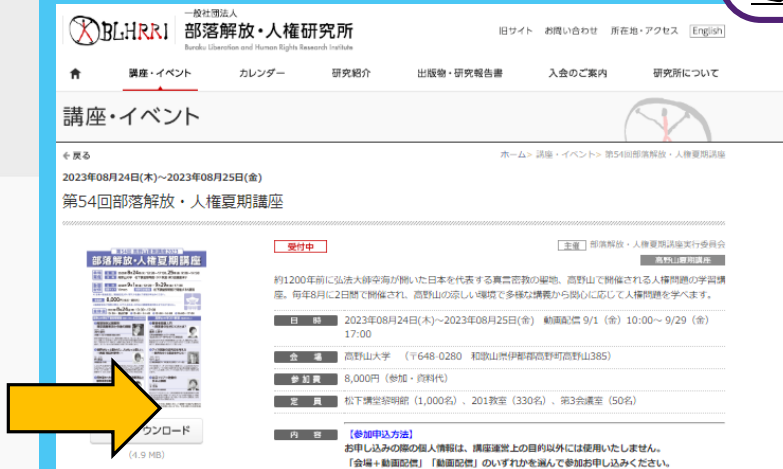 BLHRRI
一般社団法人
部落解放・人権研究所
Buraku Liberation and Human Rights Research Institute
旧サイト お問い合わせ 所在地・アクセス English
講座・イベント カレンダー 研究紹介 出版物・研究報告書 入会のご案内 研究所について
講座・イベント
戻る
ホーム> 講座・イベント> 第54回部落解放・人権夏期講座
2023年08月24日(木)～2023年08月25日(金)
第54回部落解放・人権夏期講座
部落解放・人権夏期講座
受付中
主催 部落解放・人権夏期講座実行委員会
高野山夏期講座
約1200年前に弘法大師空海が開いた日本を代表する真言密教の聖地、高野山で開催される人権問題の学習講
座。毎年8月に2日間で開催され、高野山の涼しい環境で多様な講義から関心に応じて人権問題を学べます。
日 時 2023年08月24日(木)～2023年08月25日(金) 動画配信 9/1（金）10:00～ 9/29（金）
17:00
会 場 高野山大学 （〒648-0280 和歌山県伊都郡高野町高野山385）
参加費 8,000円（参加・資料代）
定 員 松下講堂黎明館（1,000名）、201教室（330名）、第3会議室（50名）
ウンロード
(4.9 MB)
内 容 【参加申込方法】
お申し込みの際の個人情報は、講座運営上の目的以外には使用いたしません。
「会場＋動画配信」「動画配信」のいずれかを選んで参加お申し込みください。